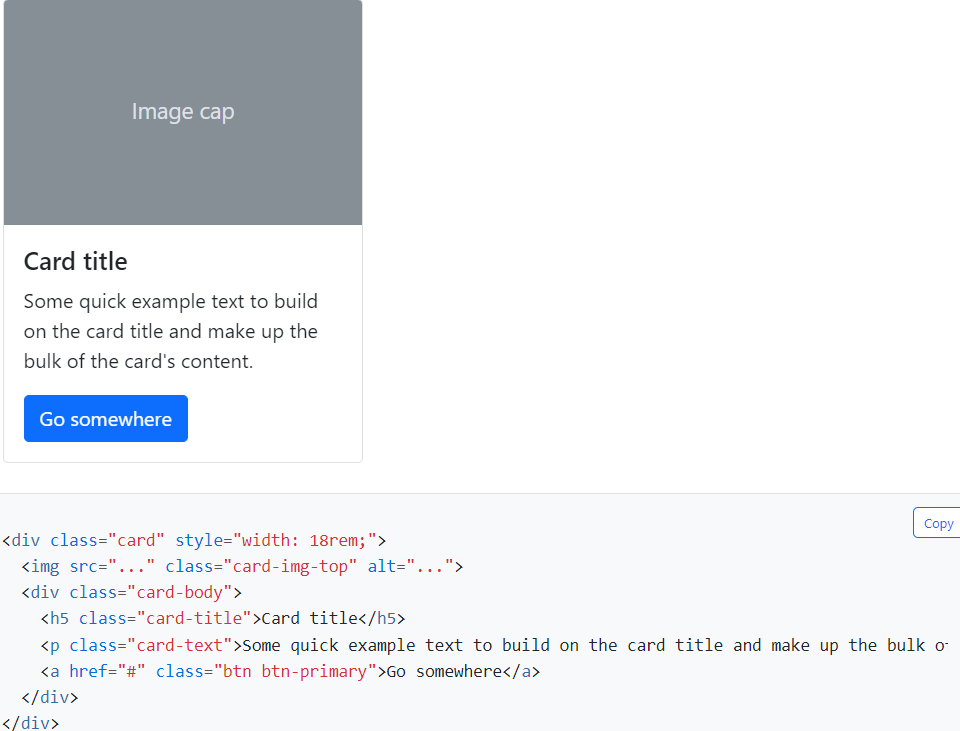 Image cap
Card title
Some quick example text to build
on the card title and make up the
bulk of the card's content.
Go somewhere
Copy
<div class="card" style="width: 18rem;">
  <img src="..." class="card-img-top" alt="...">
  <div class="card-body">
    <h5 class="card-title">Card title</h5>
    <p class="card-text">Some quick example text to build on the card title and make up the bulk
    <a href="#" class="btn btn-primary">Go somewhere</a>
  </div>
</div>